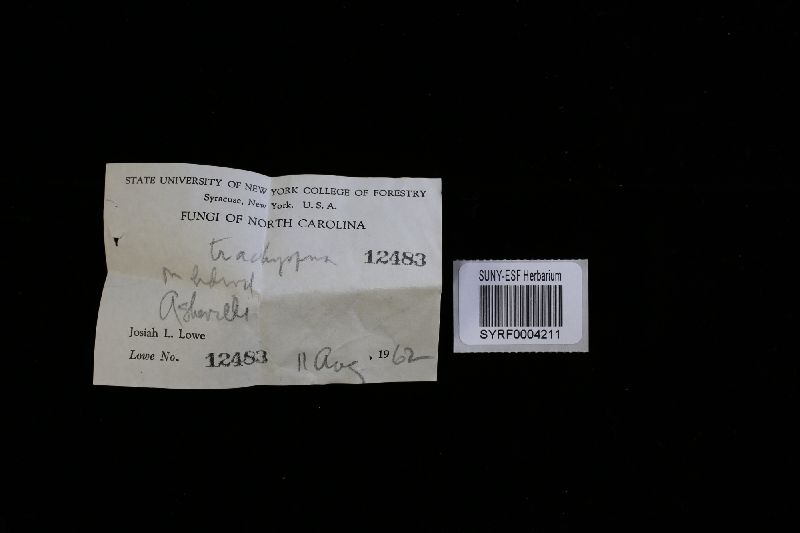 STATE UNIVERSITY OF NEW YORK COLLEGE OF FORESTRY
Syracuse, New York. U. S. A.
FUNGI OF NORTH CAROLINA
12483
on
Asheville
Josiah L. Lowe
Lowe No. 12483 11 Aug , 1962
SUNY-ESF Herbarium
SYRF0004211